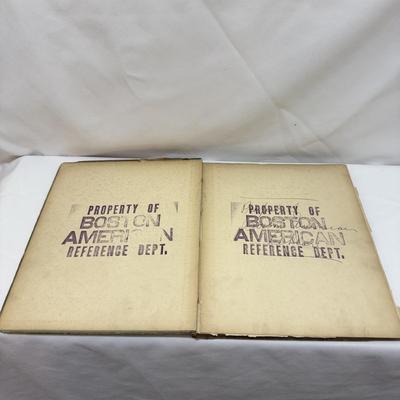 PROPERTY OF
BOSTON
AMERICAN
REFERENCE DEPT.
PROPERTY OF
BOSTON
AMERICAN
REFERENCE DEPT.